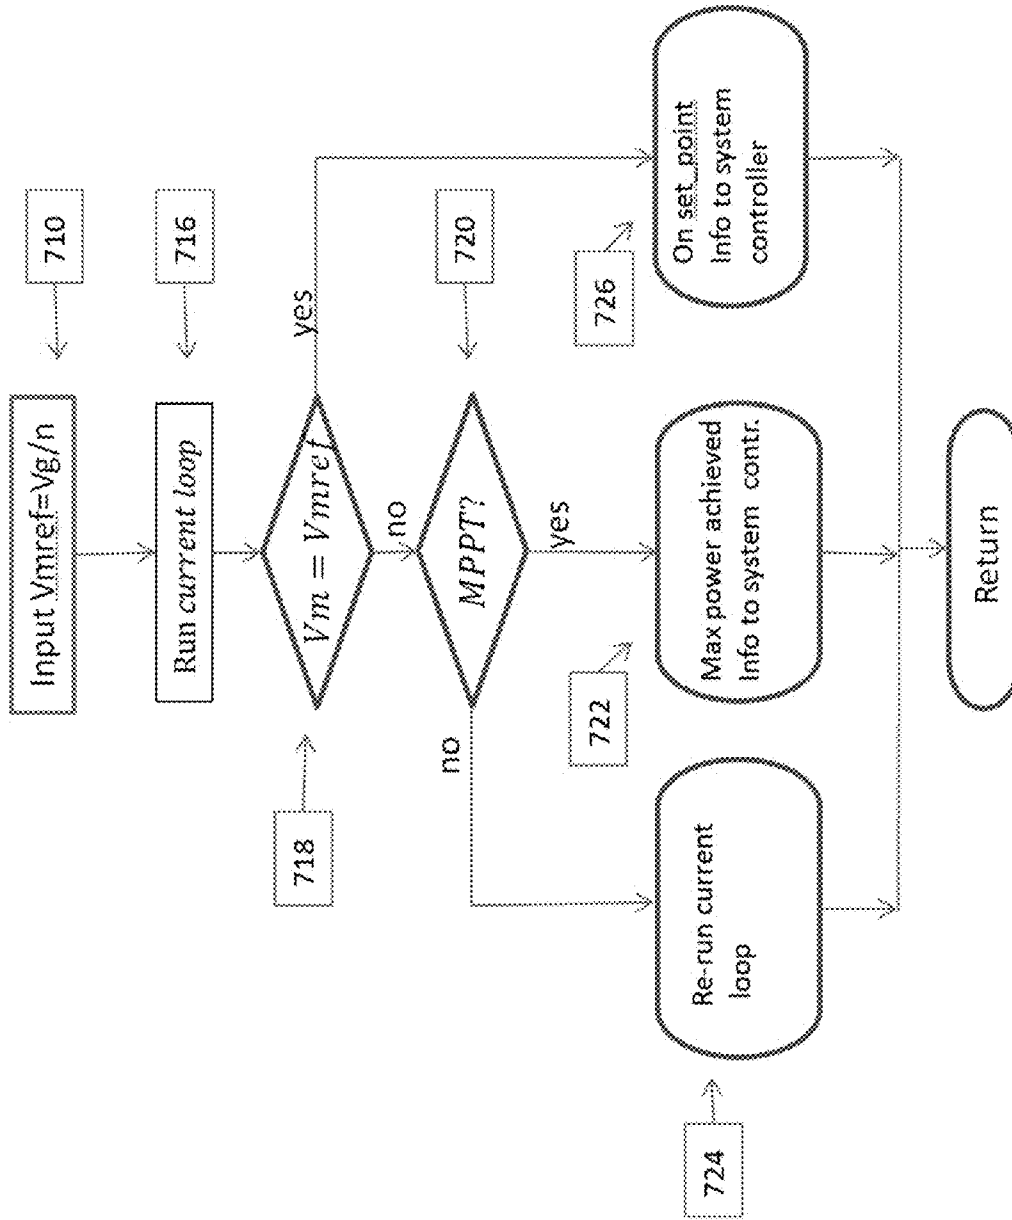 Input Vmref=Vg/n
710
Run current loop
716
Vm = Vmref
718
yes
no
MPPT?
720
no
yes
Re-run current
loop
724
Max power achieved
Info to system contr.
722
On set_point
Info to system
controller
726
Return